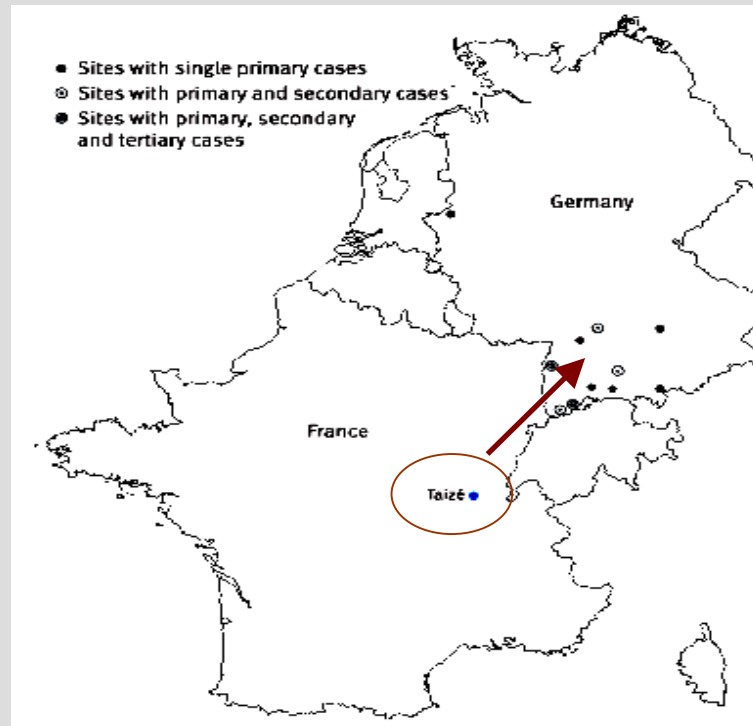 Sites with single primary cases
Sites with primary and secondary cases
Sites with primary, secondary
and tertiary cases
Germany
France
Taizé